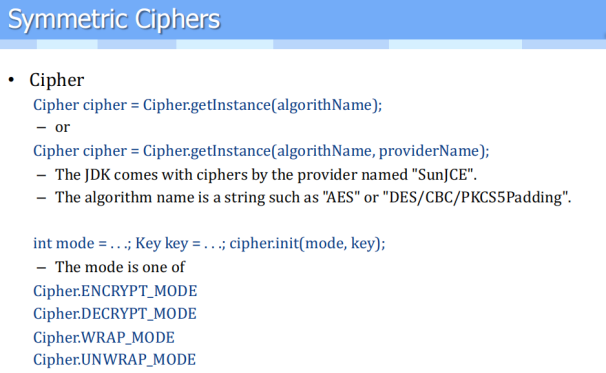 Symmetric Ciphers
• Cipher
Cipher cipher = Cipher.getInstance(algorithName);
– or
Cipher cipher = Cipher.getInstance(algorithName, providerName);
– The JDK comes with ciphers by the provider named "SunJCE".
– The algorithm name is a string such as "AES" or "DES/CBC/PKCS5Padding".
int mode = . . .; Key key = . . .; cipher.init(mode, key);
– The mode is one of
Cipher.ENCRYPT_MODE
Cipher.DECRYPT_MODE
Cipher.WRAP_MODE
Cipher.UNWRAP_MODE